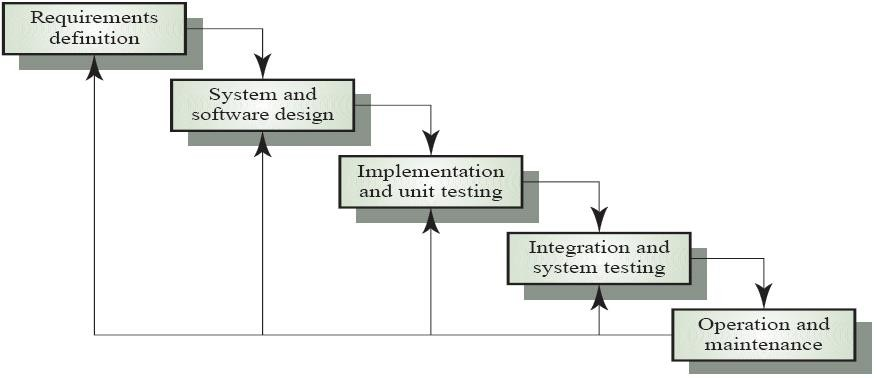 Requirements
definition
System and
software design
Implementation
and unit testing
Integration and
system testing
Operation and
maintenance